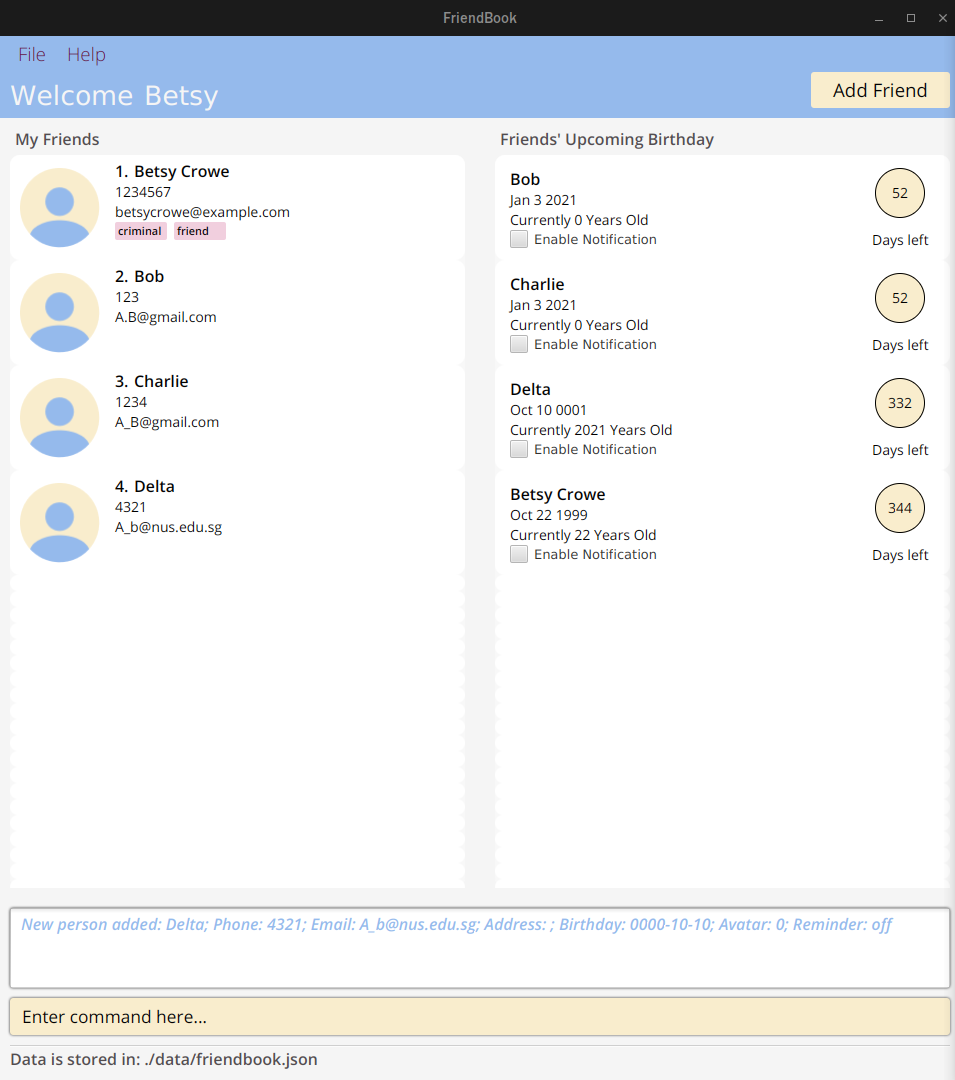 FriendBook
File Help
Welcome Betsy
Add Friend
My Friends
1. Betsy Crowe
1234567
betsycrowe@example.com
criminal friend
2. Bob
123
A.B@gmail.com
3. Charlie
1234
A_B@gmail.com
4. Delta
4321
A_b@nus.edu.sg
Friends' Upcoming Birthday
Bob
Jan 3 2021
Currently 0 Years Old
Enable Notification
52
Days left
Charlie
Jan 3 2021
Currently 0 Years Old
Enable Notification
52
Days left
Delta
Oct 10 0001
Currently 2021 Years Old
Enable Notification
332
Days left
Betsy Crowe
Oct 22 1999
Currently 22 Years Old
Enable Notification
344
Days left
New person added: Delta; Phone: 4321; Email: A_b@nus.edu.sg; Address: ; Birthday: 0000-10-10; Avatar: 0; Reminder: off
Enter command here...
Data is stored in: ./data/friendbook.json